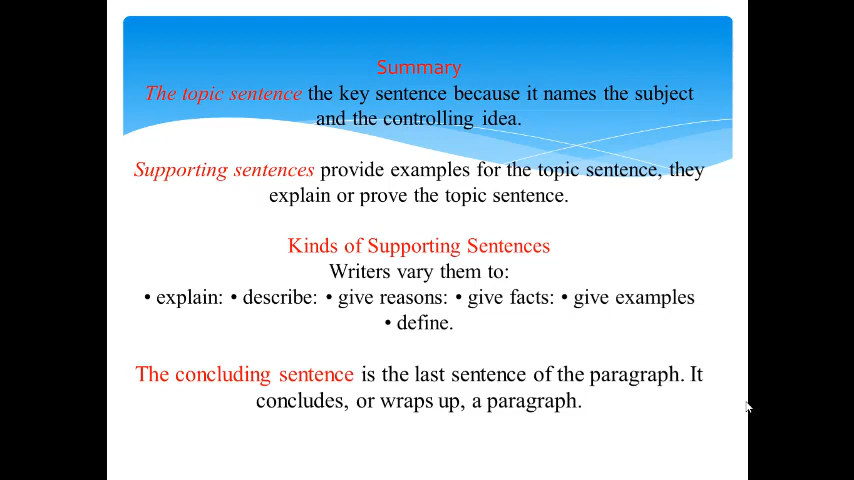 Summary
The topic sentence the key sentence because it names the subject
and the controlling idea.
Supporting sentences provide examples for the topic sentence, they
explain or prove the topic sentence.
Kinds of Supporting Sentences
Writers vary them to:
• explain: • describe: • give reasons: • give facts: • give examples
• define.
The concluding sentence is the last sentence of the paragraph. It
concludes, or wraps up, a paragraph.